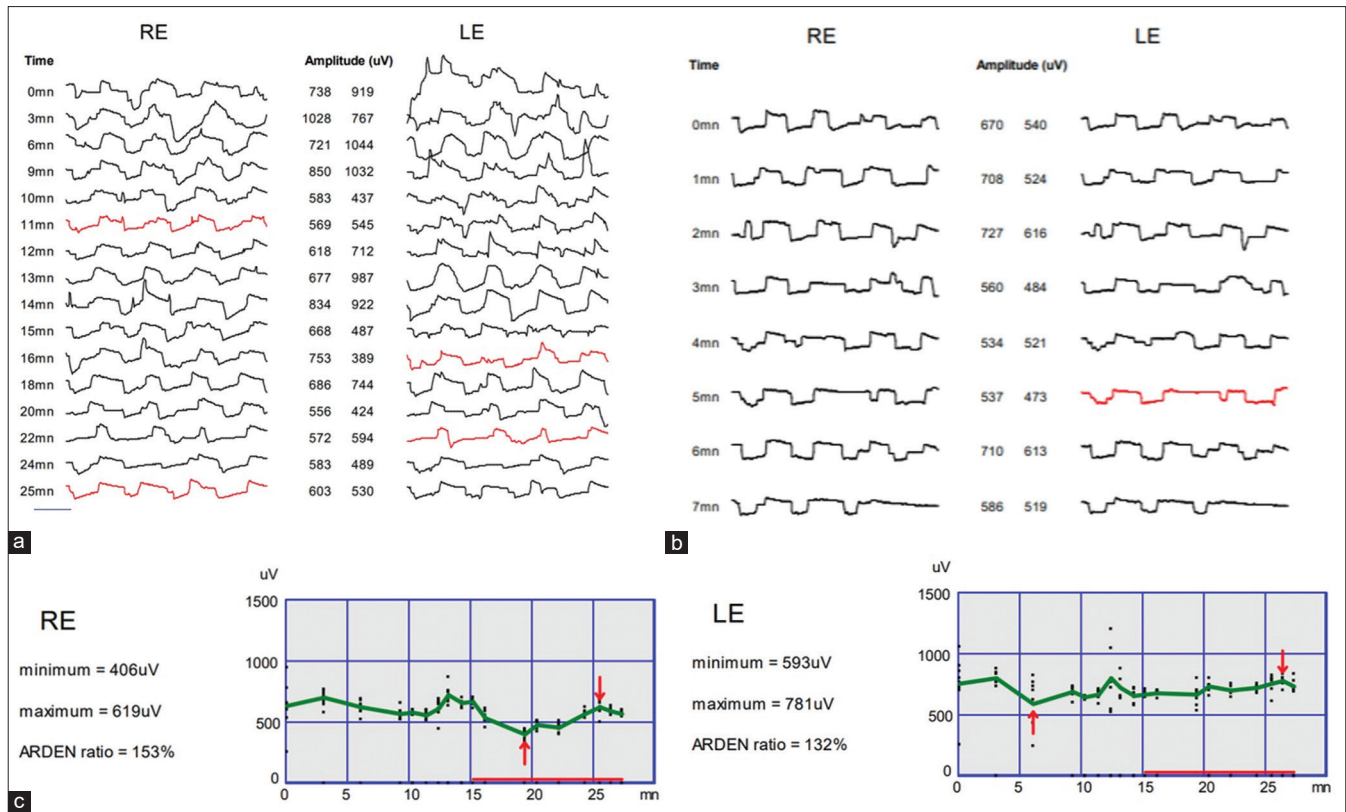 RE LE
Time Amplitude (uV)
0mn 738 919
3mn 1028 767
6mn 721 1044
9mn 850 1032
10mn 583 437
11mn 569 545
12mn 618 712
13mn 677 987
14mn 834 922
15mn 668 487
16mn 753 389
18mn 686 744
20mn 556 424
22mn 572 594
24mn 583 489
25mn 603 530
a
RE LE
Time Amplitude (uV)
0mn 670 540
1mn 708 524
2mn 727 616
3mn 560 484
4mn 534 521
5mn 537 473
6mn 710 613
7mn 586 519
b
RE
minimum = 406uV
maximum = 619uV
ARDEN ratio = 153%
uV
1500
1000
500
0
0 5 10 15 20 25 mn
LE
minimum = 593uV
maximum = 781uV
ARDEN ratio = 132%
uV
1500
1000
500
0
0 5 10 15 20 25 mn
c